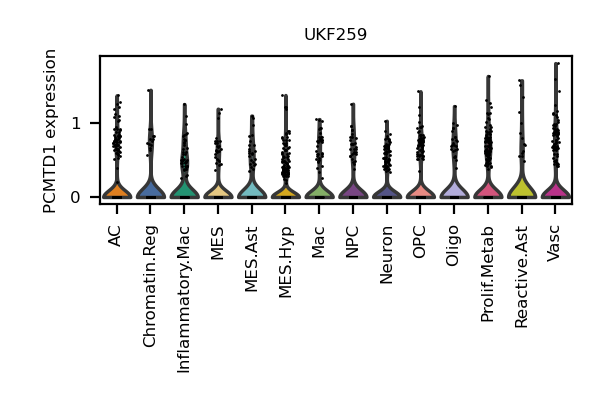 UKF259
PCMTD1 expression
1
0
AC
Chromatin.Reg
Inflammatory.Mac
MES
MES.Ast
MES.Hyp
Mac
NPC
Neuron
OPC
Oligo
Prolif.Metab
Reactive.Ast
Vasc